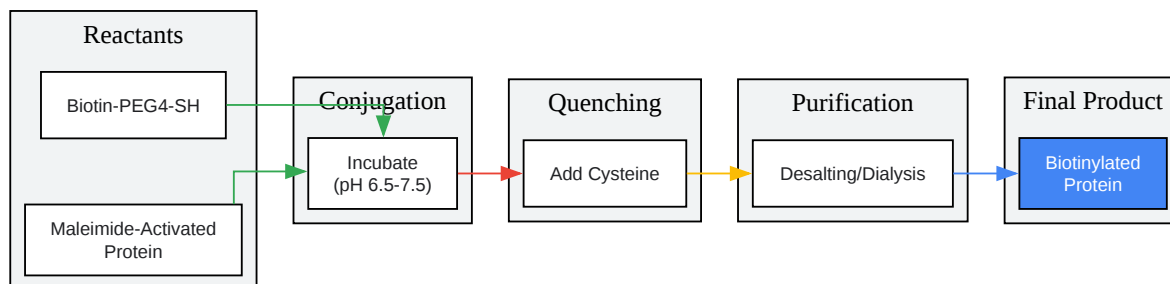 Reactants
Biotin-PEG4-SH
Maleimide-Activated
Protein
Conjugation
Incubate
(pH 6.5-7.5)
Quenching
Add Cysteine
Purification
Desalting/Dialysis
Final Product
Biotinylated
Protein